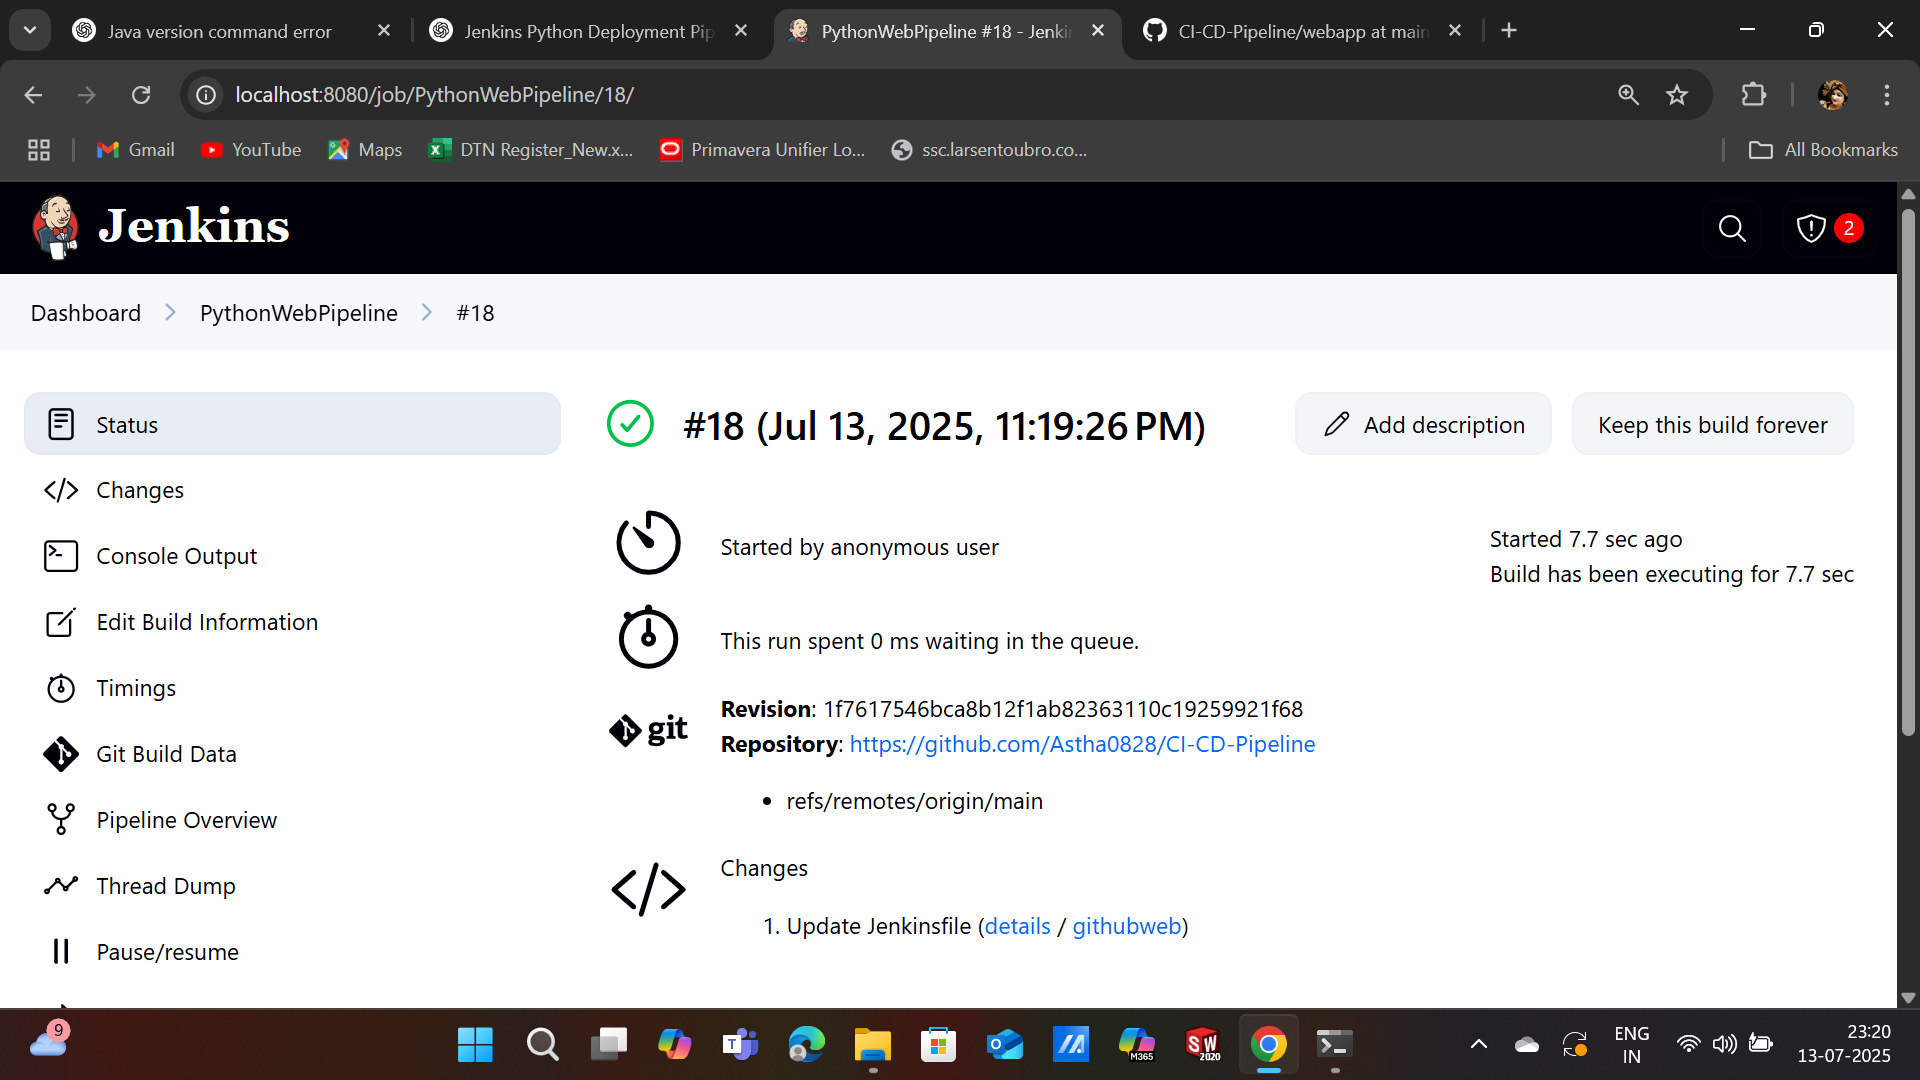 Java version command error
Jenkins Python Deployment Pip
PythonWebPipeline #18 - Jenki
CI-CD-Pipeline/webapp at main
localhost:8080/job/PythonWebPipeline/18/
Gmail
YouTube
Maps
DTN Register_New.x...
Primavera Unifier Lo...
ssc.larsentoubro.co...
All Bookmarks
Jenkins
2
Dashboard
PythonWebPipeline
#18
Status
#18 (Jul 13, 2025, 11:19:26 PM)
Add description
Keep this build forever
Changes
Console Output
Edit Build Information
Timings
Git Build Data
Pipeline Overview
Thread Dump
Pause/resume
Started by anonymous user
Started 7.7 sec ago
Build has been executing for 7.7 sec
This run spent 0 ms waiting in the queue.
git
Revision: 1f7617546bca8b12f1ab82363110c19259921f68
Repository: https://github.com/Astha0828/CI-CD-Pipeline
• refs/remotes/origin/main
Changes
1. Update Jenkinsfile (details / githubweb)
9
M365
SW
2020
ENG
IN
23:20
13-07-2025